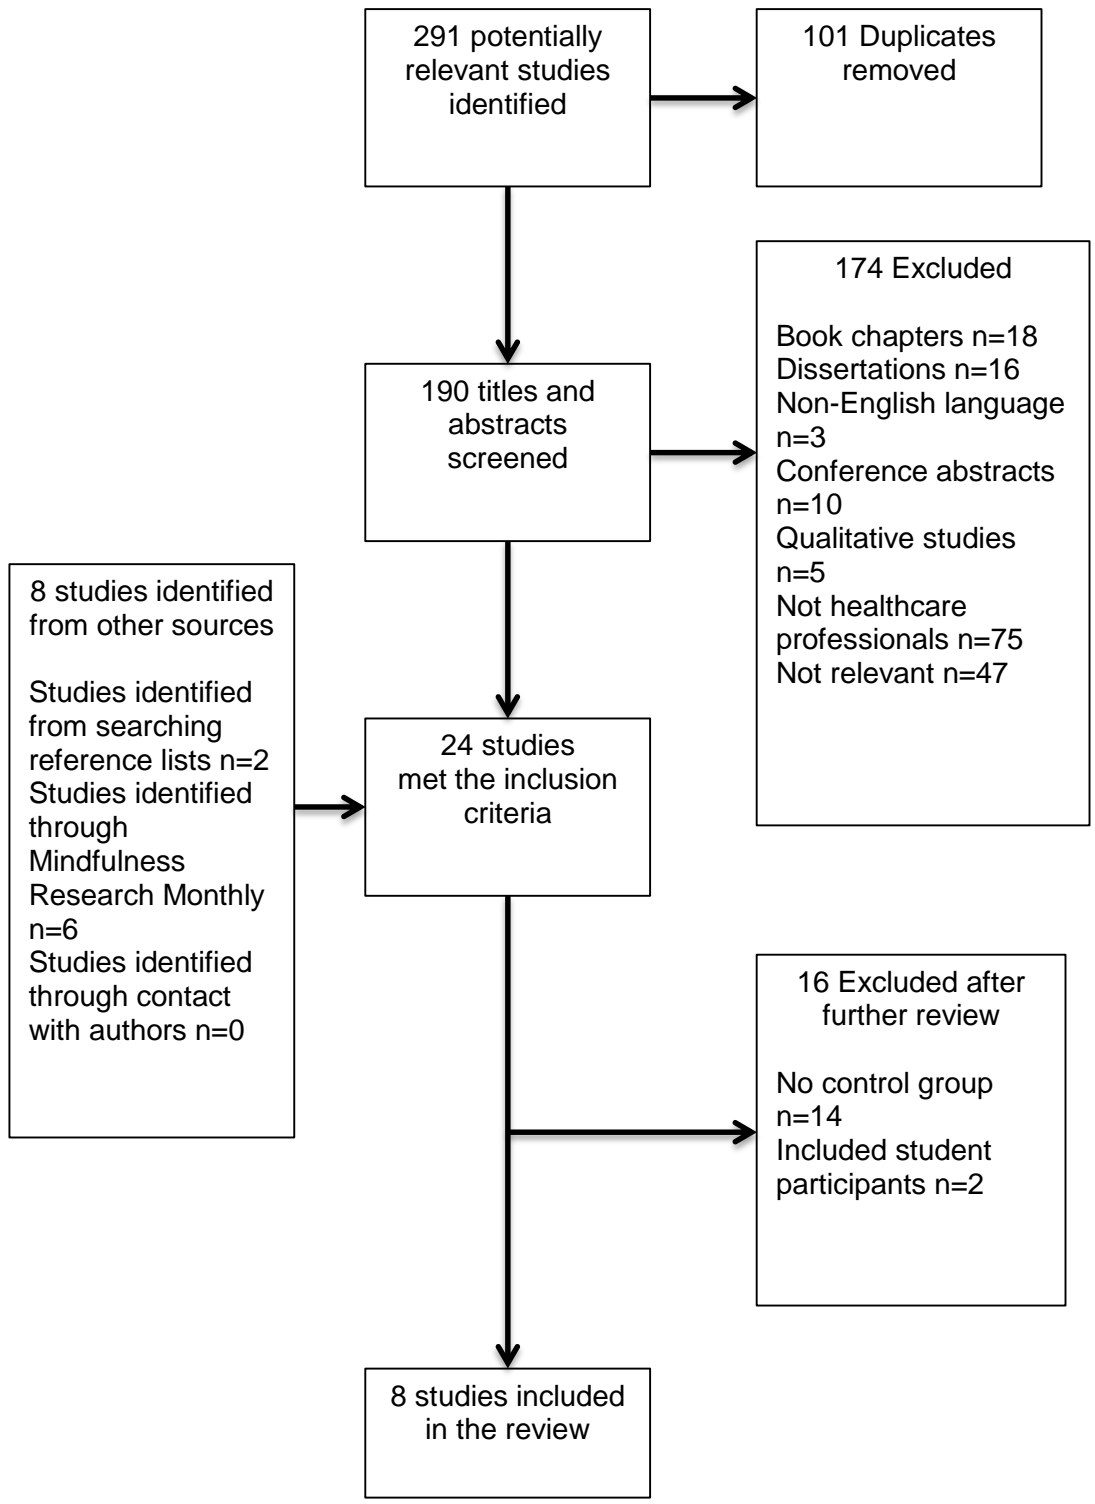 291 potentially
relevant studies
identified
101 Duplicates
removed
174 Excluded
Book chapters n=18
Dissertations n=16
Non-English language
n=3
Conference abstracts
n=10
Qualitative studies
n=5
Not healthcare
professionals n=75
Not relevant n=47
190 titles and
abstracts
screened
8 studies identified
from other sources
Studies identified
from searching
reference lists n=2
Studies identified
through
Mindfulness
Research Monthly
n=6
Studies identified
through contact
with authors n=0
24 studies
met the inclusion
criteria
16 Excluded after
further review
No control group
n=14
Included student
participants n=2
8 studies included
in the review